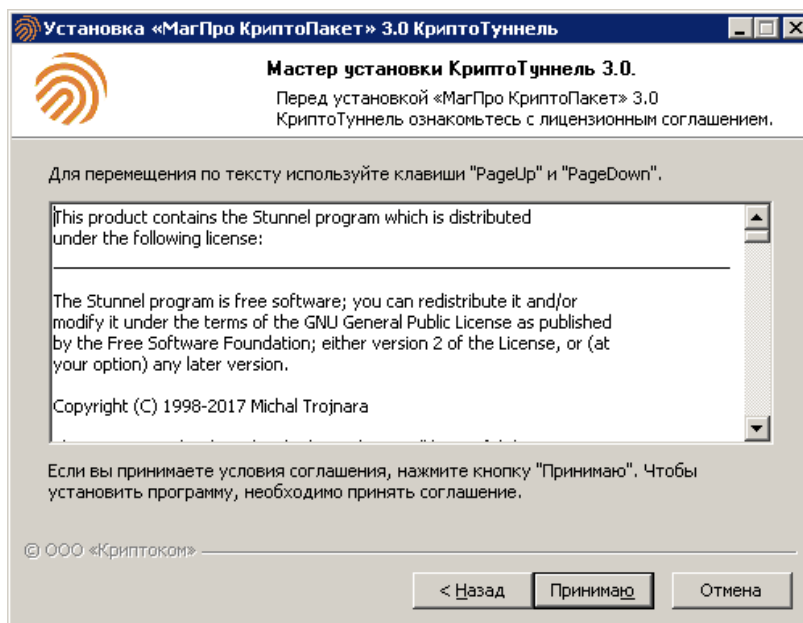 Установка «МагПро КриптоПакет» 3.0 КриптоТуннель
Мастер установки КриптоТуннель 3.0.
Перед установкой «МагПро КриптоПакет» 3.0
КриптоТуннель ознакомьтесь с лицензионным соглашением.
Для перемещения по тексту используйте клавиши "PageUp" и "PageDown".
This product contains the Stunnel program which is distributed
under the following license:
The Stunnel program is free software; you can redistribute it and/or
modify it under the terms of the GNU General Public License as published
by the Free Software Foundation; either version 2 of the License, or (at
your option) any later version.
Copyright (C) 1998-2017 Michal Trojnara
Если вы принимаете условия соглашения, нажмите кнопку "Принимаю". Чтобы
установить программу, необходимо принять соглашение.
© ООО «Криптоком»
< Назад Принимаю Отмена